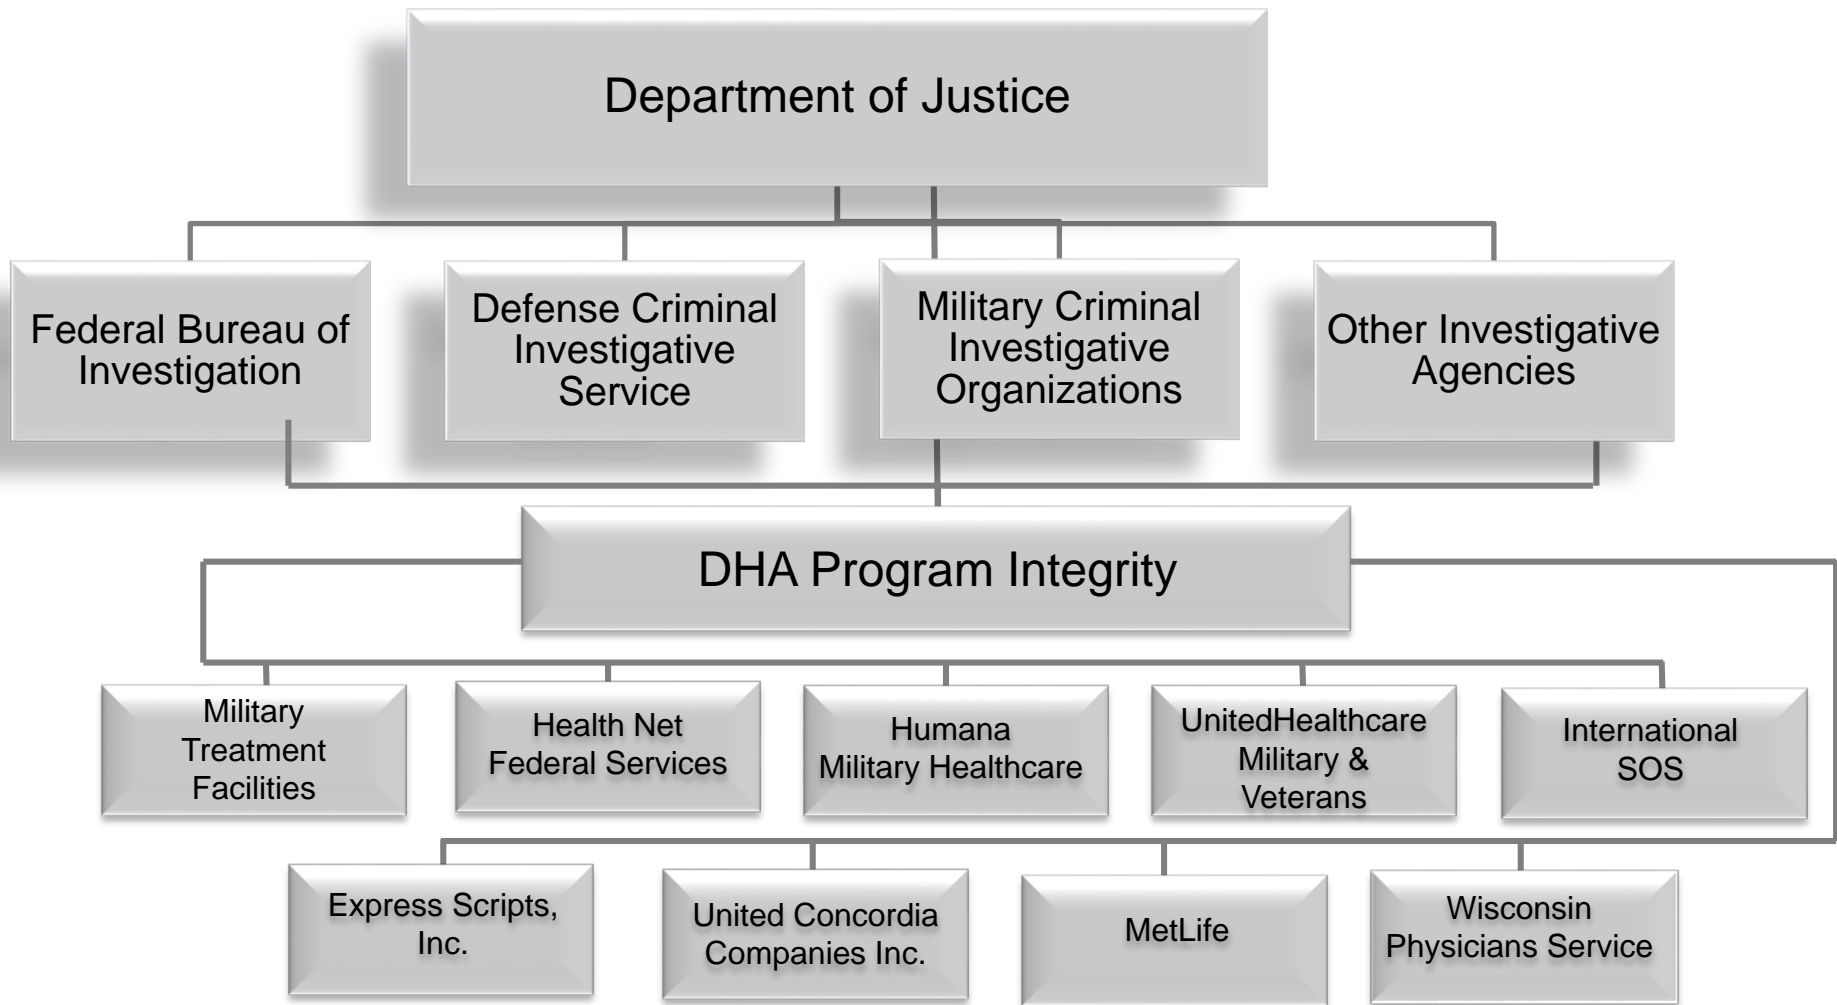 Department of Justice
Federal Bureau of
Investigation
Defense Criminal
Investigative
Service
Military Criminal
Investigative
Organizations
Other Investigative
Agencies
DHA Program Integrity
Military
Treatment
Facilities
Health Net
Federal Services
Humana
Military Healthcare
UnitedHealthcare
Military &
Veterans
International
SOS
Express Scripts,
Inc.
United Concordia
Companies Inc.
MetLife
Wisconsin
Physicians Service